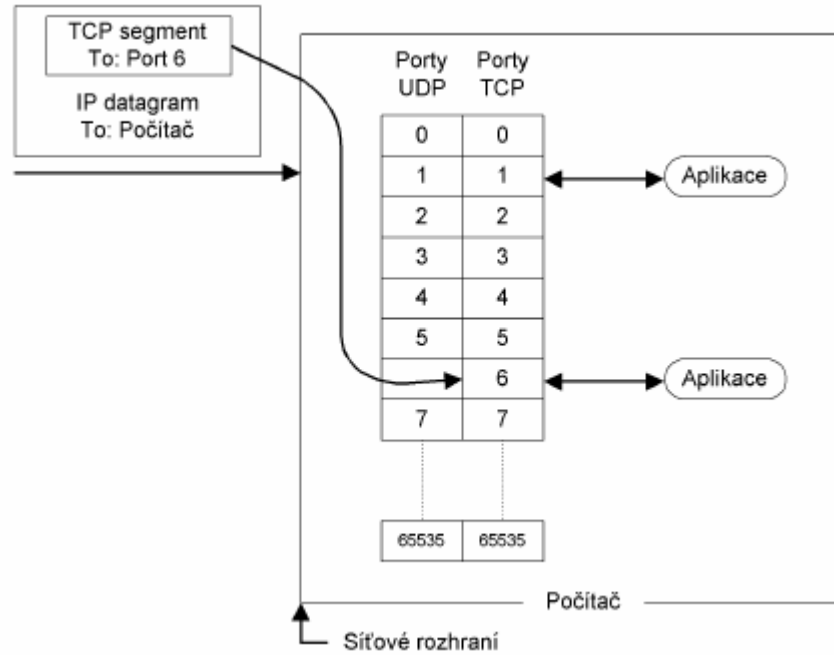 TCP segment
To: Port 6
IP datagram
To: Počítač
Porty UDP
Porty TCP
0 0
1 1
Aplikace
2 2
3 3
4 4
5 5
6
Aplikace
7 7
65535 65535
Počítač
Síťové rozhraní